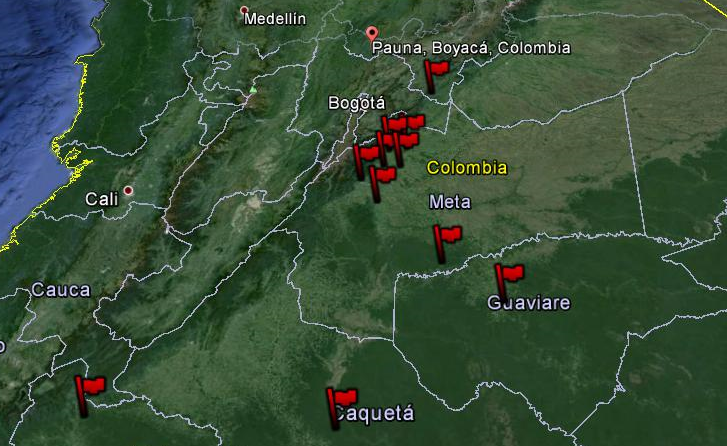 Medellín
Pauna, Boyacá, Colombia
Bogotá
Colombia
Cali
Meta
Cauca
Guaviare
Caquetá